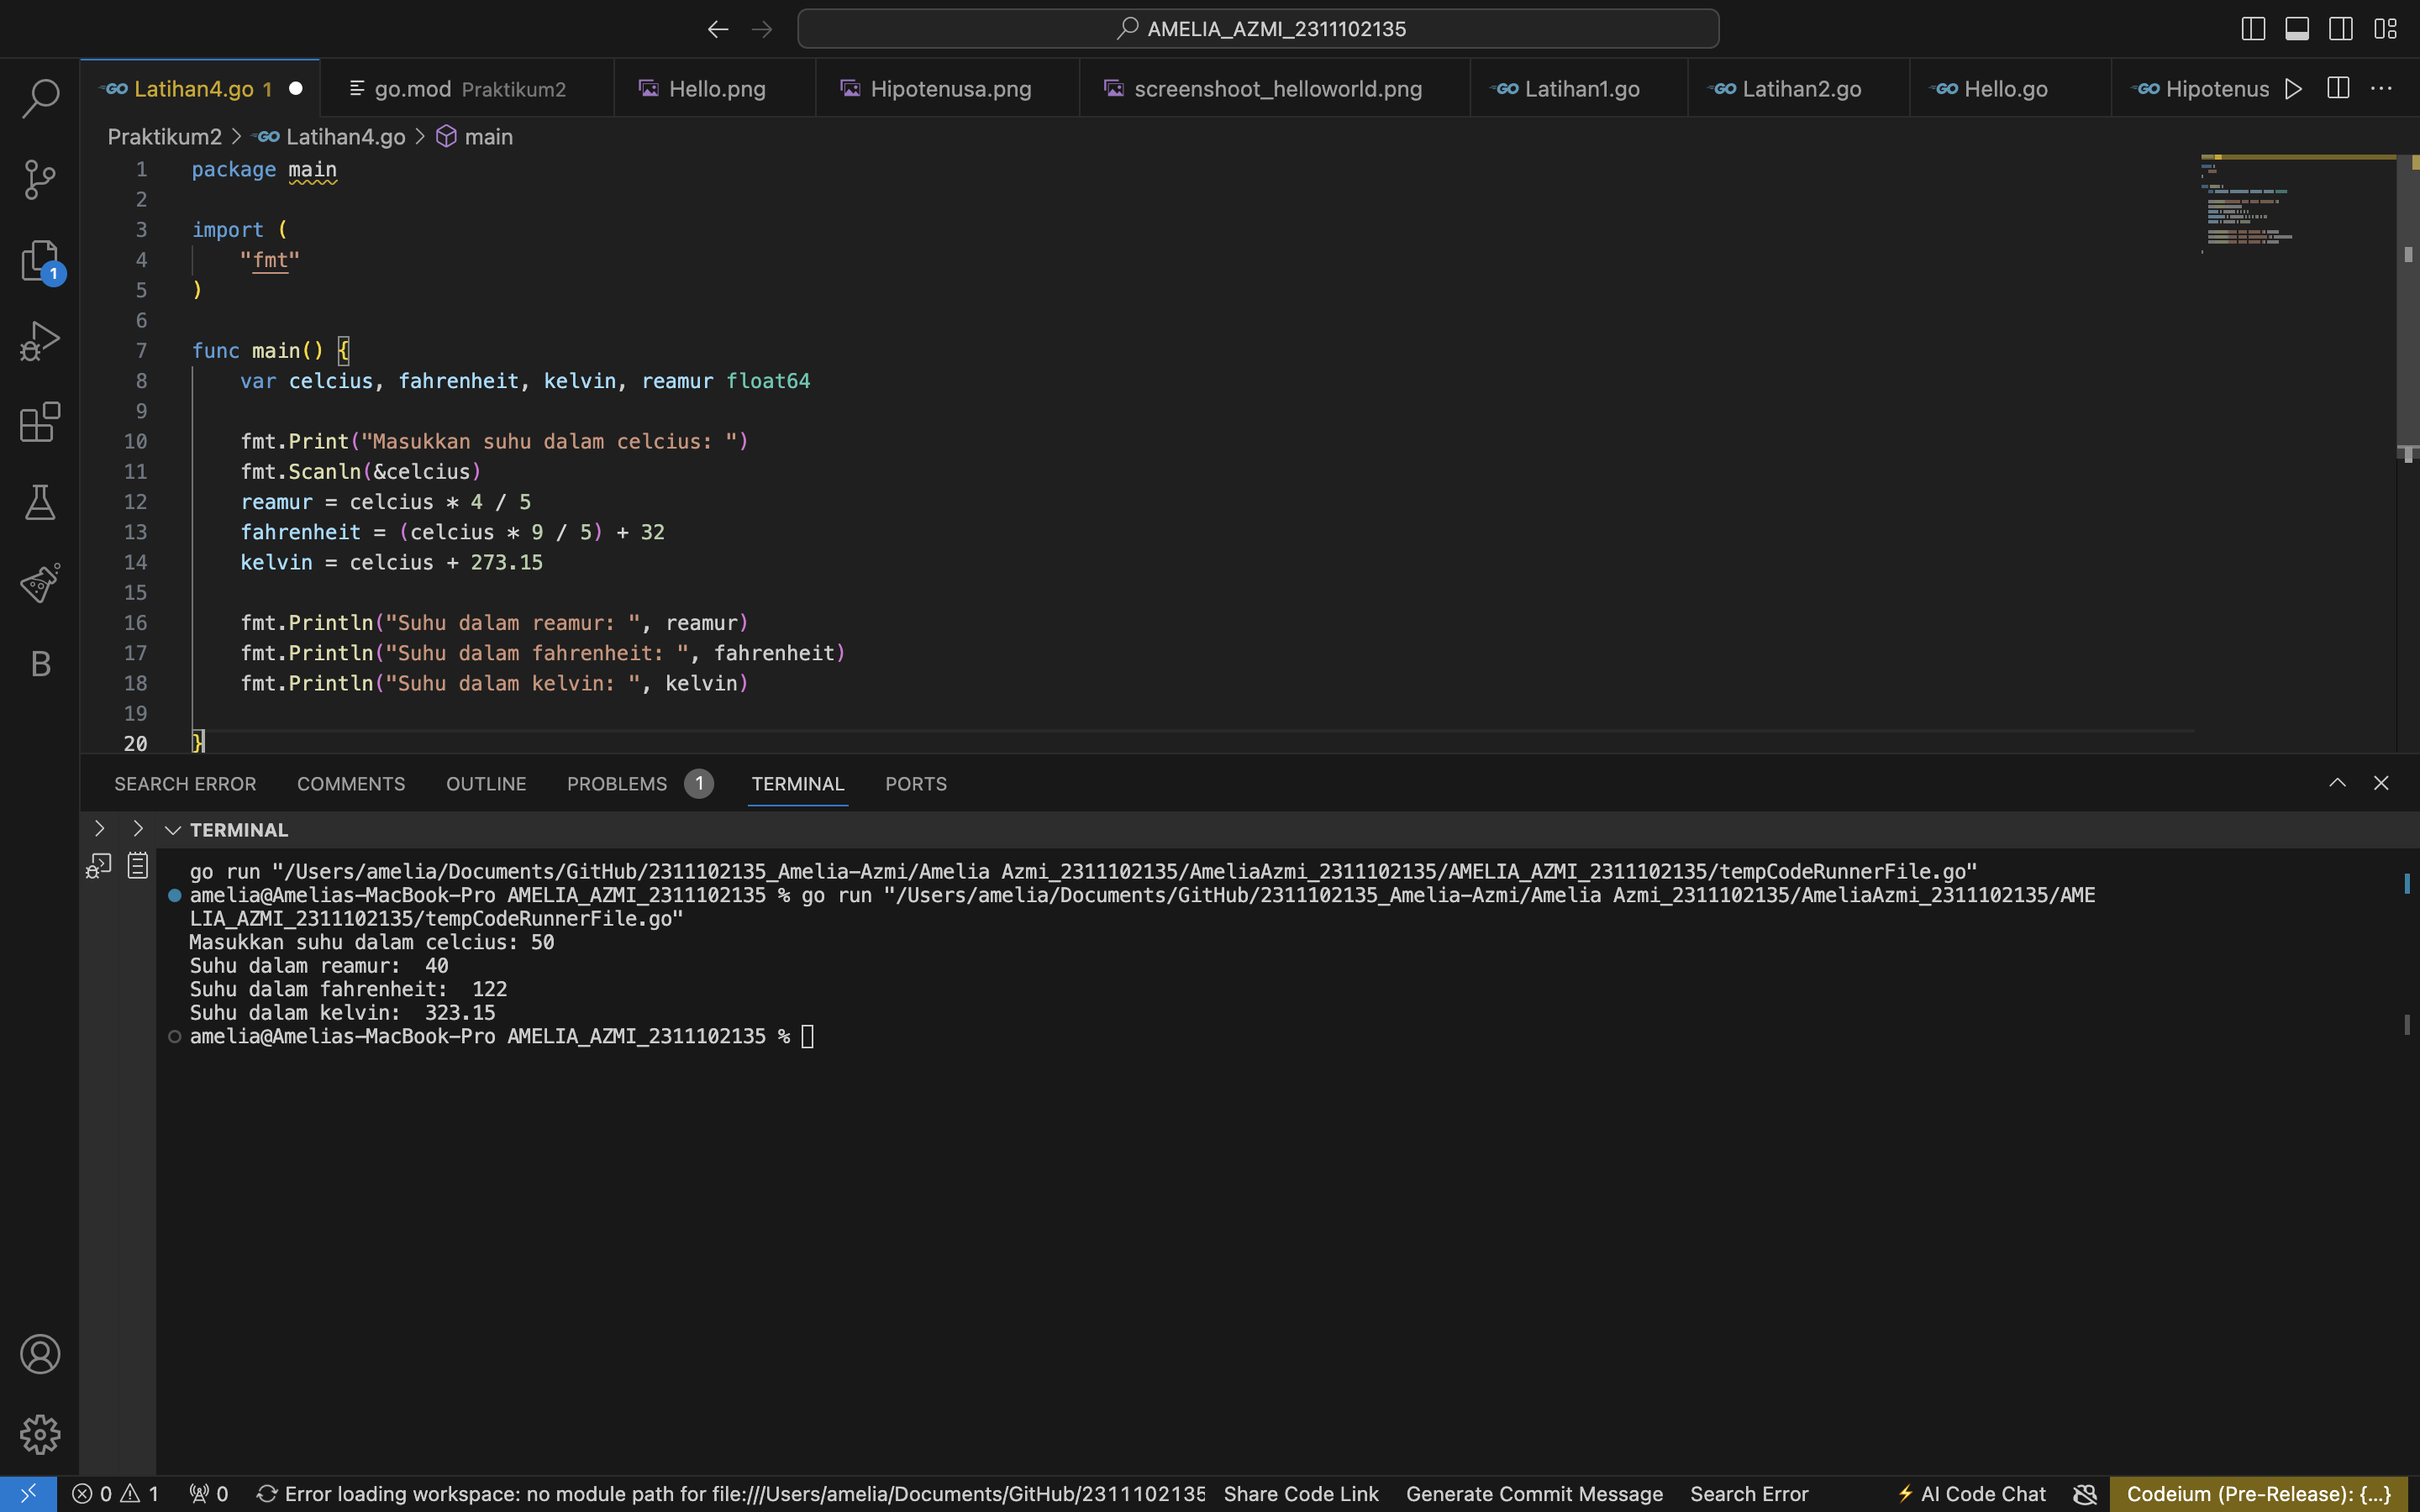 AMELIA_AZMI_2311102135
GO Latihan4.go 1
go.mod Praktikum2
Hello.png
Hipotenusa.png
screenshoot_helloworld.png
GO Latihan1.go
GO Latihan2.go
GO Hello.go
GO Hipotenus
Praktikum2 > GO Latihan4.go > main
1 package main
2
3 import (
4 "fmt"
5 )
6
7 func main() {
8 var celcius, fahrenheit, kelvin, reamur float64
9
10 fmt.Print("Masukkan suhu dalam celcius: ")
11 fmt.Scanln(&celcius)
12 reamur = celcius * 4 / 5
13 fahrenheit = (celcius * 9 / 5) + 32
14 kelvin = celcius + 273.15
15
16 fmt.Println("Suhu dalam reamur: ", reamur)
17 fmt.Println("Suhu dalam fahrenheit: ", fahrenheit)
18 fmt.Println("Suhu dalam kelvin: ", kelvin)
19
20 }
1
B
SEARCH ERROR COMMENTS OUTLINE PROBLEMS 1 TERMINAL PORTS
TERMINAL
go run "/Users/amelia/Documents/GitHub/2311102135_Amelia-Azmi/Amelia Azmi_2311102135/AmeliaAzmi_2311102135/AMELIA_AZMI_2311102135/tempCodeRunnerFile.go"
amelia@Amelias-MacBook-Pro AMELIA_AZMI_2311102135 % go run "/Users/amelia/Documents/GitHub/2311102135_Amelia-Azmi/Amelia Azmi_2311102135/AmeliaAzmi_2311102135/AME
LIA_AZMI_2311102135/tempCodeRunnerFile.go"
Masukkan suhu dalam celcius: 50
Suhu dalam reamur:  40
Suhu dalam fahrenheit:  122
Suhu dalam kelvin:  323.15
amelia@Amelias-MacBook-Pro AMELIA_AZMI_2311102135 %
0 1 0 Error loading workspace: no module path for file:///Users/amelia/Documents/GitHub/2311102135 Share Code Link Generate Commit Message Search Error AI Code Chat Codeium (Pre-Release): {...}